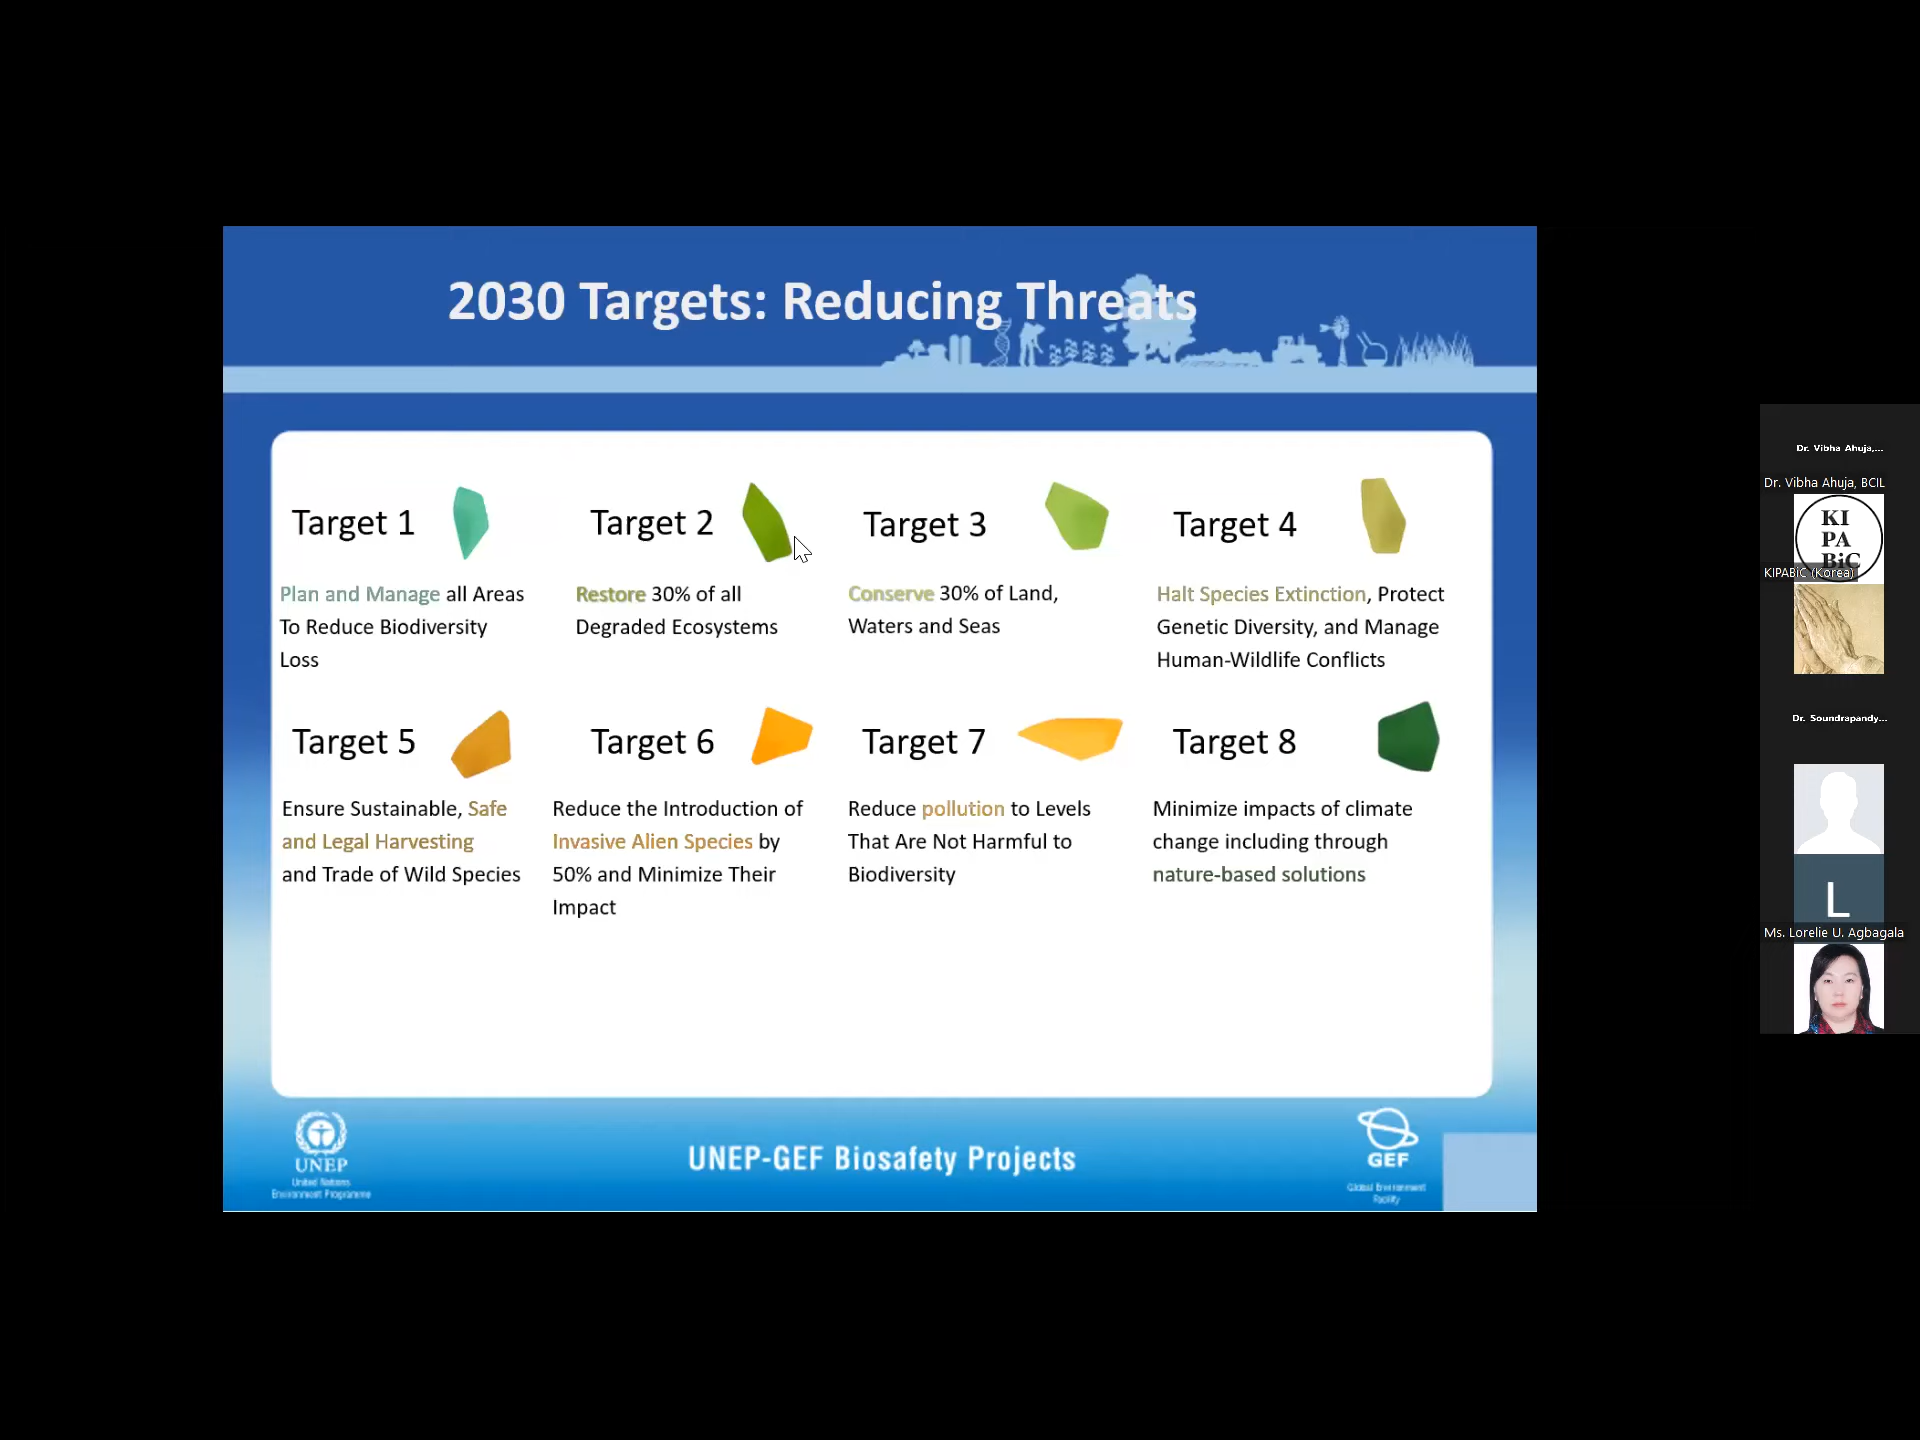 2030 Targets: Reducing Threats
Target 1
Plan and Manage all Areas
To Reduce Biodiversity
Loss
Target 2
Restore 30% of all
Degraded Ecosystems
Target 3
Conserve 30% of Land,
Waters and Seas
Target 4
Halt Species Extinction, Protect
Genetic Diversity, and Manage
Human-Wildlife Conflicts
Target 5
Ensure Sustainable, Safe
and Legal Harvesting
and Trade of Wild Species
Target 6
Reduce the Introduction of
Invasive Alien Species by
50% and Minimize Their
Impact
Target 7
Reduce pollution to Levels
That Are Not Harmful to
Biodiversity
Target 8
Minimize impacts of climate
change including through
nature-based solutions
UNEP
United Nations
Environment Programme
UNEP-GEF Biosafety Projects
GEF
Global Environment
Facility
Dr. Vibha Ahuja,...
Dr. Vibha Ahuja, BCIL
KI
PA
BiC
KIPABiC (Korea)
Dr. Soundrapandy...
L
Ms. Lorelie U. Agbagala